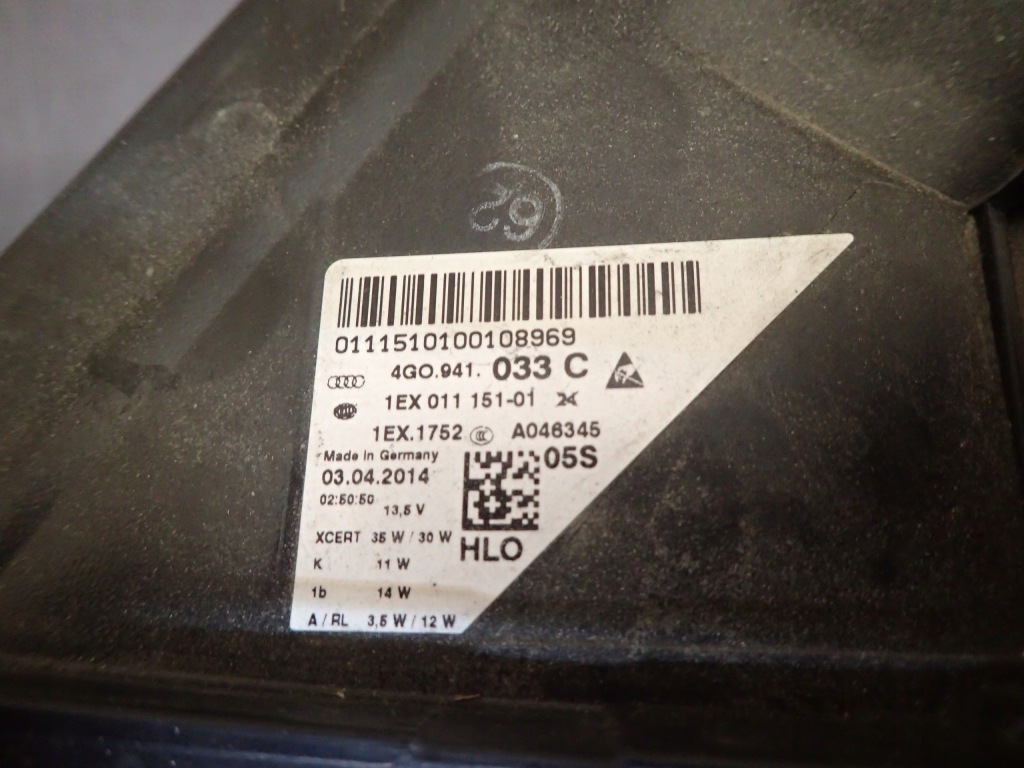 29
0111510100108969
4GO.941. 033 C
1EX 011 151-01
1EX.1752 A046345
Made in Germany 05S
03.04.2014
02:50:50
13,5 V
XCERT 35 W / 30 W
HLO
K 11 W
1b 14 W
A / RL 3,5 W / 12 W